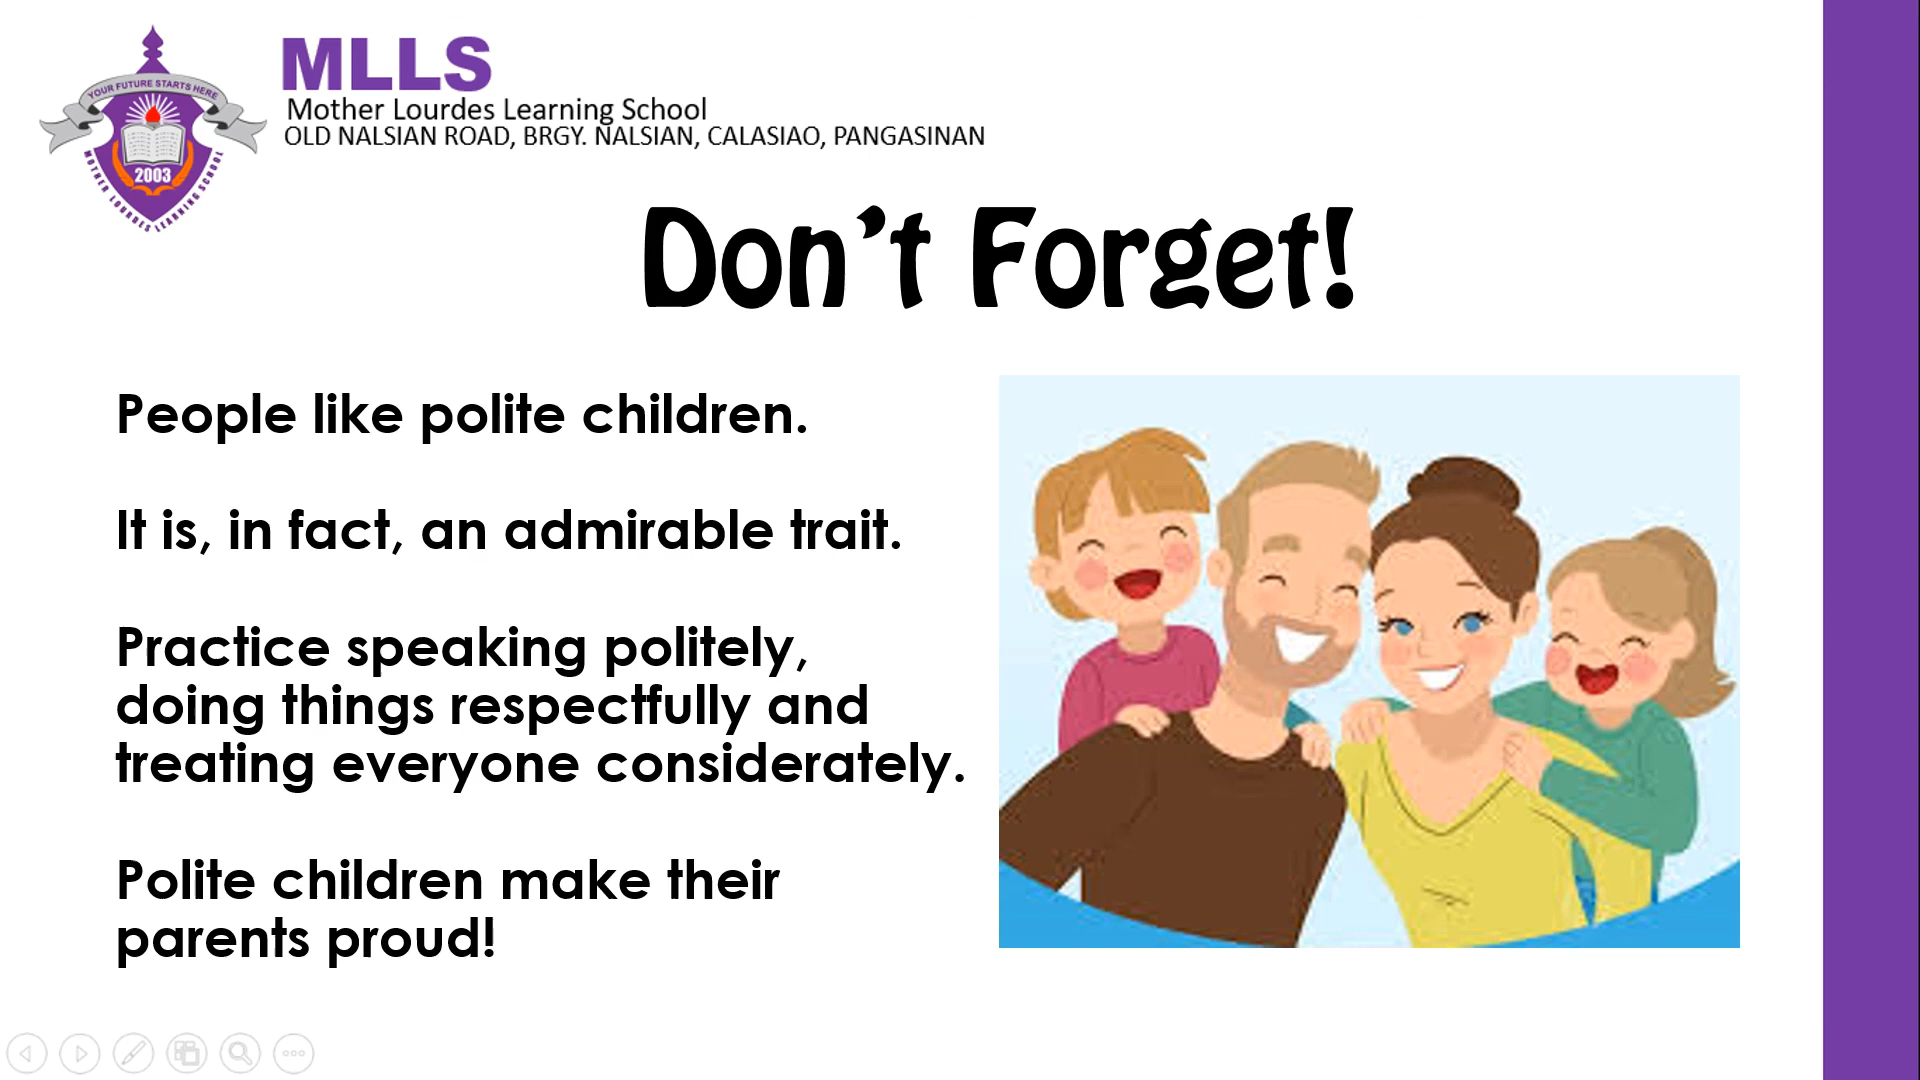 YOUR FUTURE STARTS HERE
2003
MOTHER LOURDES LEARNING SCHOOL
MLLS
Mother Lourdes Learning School
OLD NALSIAN ROAD, BRGY. NALSIAN, CALASIAO, PANGASINAN
Don’t Forget!
People like polite children.
It is, in fact, an admirable trait.
Practice speaking politely,
doing things respectfully and
treating everyone considerately.
Polite children make their
parents proud!